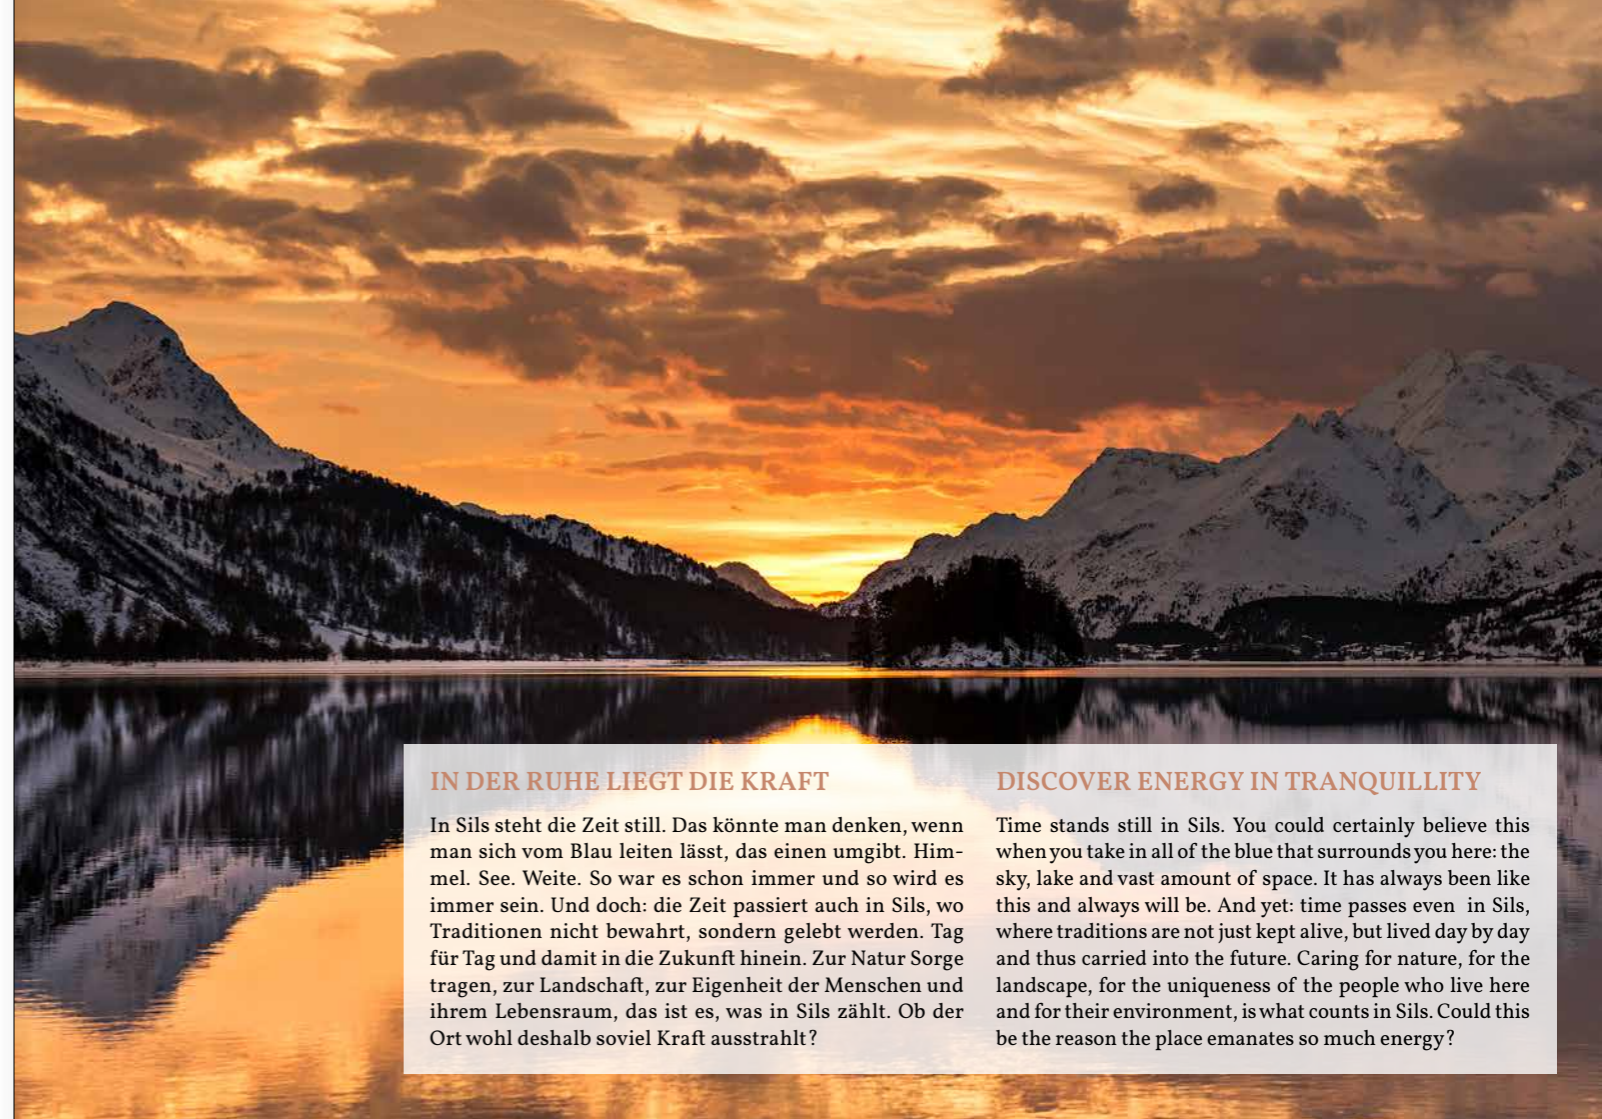 IN DER RUHE LIEGT DIE KRAFT
In Sils steht die Zeit still. Das könnte man denken, wenn
man sich vom Blau leiten lässt, das einen umgibt. Him-
mel. See. Weite. So war es schon immer und so wird es
immer sein. Und doch: die Zeit passiert auch in Sils, wo
Traditionen nicht bewahrt, sondern gelebt werden. Tag
für Tag und damit in die Zukunft hinein. Zur Natur Sorge
tragen, zur Landschaft, zur Eigenheit der Menschen und
ihrem Lebensraum, das ist es, was in Sils zählt. Ob der
Ort wohl deshalb soviel Kraft ausstrahlt?
DISCOVER ENERGY IN TRANQUILLITY
Time stands still in Sils. You could certainly believe this
when you take in all of the blue that surrounds you here: the
sky, lake and vast amount of space. It has always been like
this and always will be. And yet: time passes even in Sils,
where traditions are not just kept alive, but lived day by day
and thus carried into the future. Caring for nature, for the
landscape, for the uniqueness of the people who live here
and for their environment, is what counts in Sils. Could this
be the reason the place emanates so much energy?